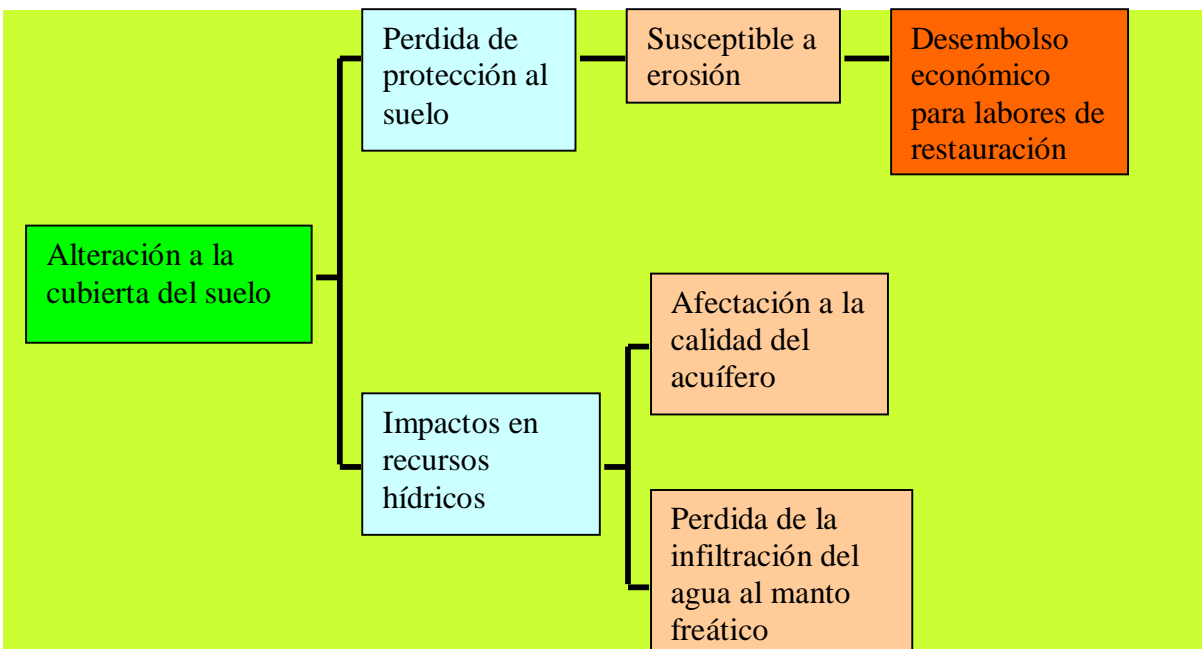 Perdida de
protección al
suelo
Susceptible a
erosión
Desembolso
económico
para labores de
restauración
Alteración a la
cubierta del suelo
Afectación a la
calidad del
acuífero
Impactos en
recursos
hídricos
Perdida de la
infiltración del
agua al manto
freático